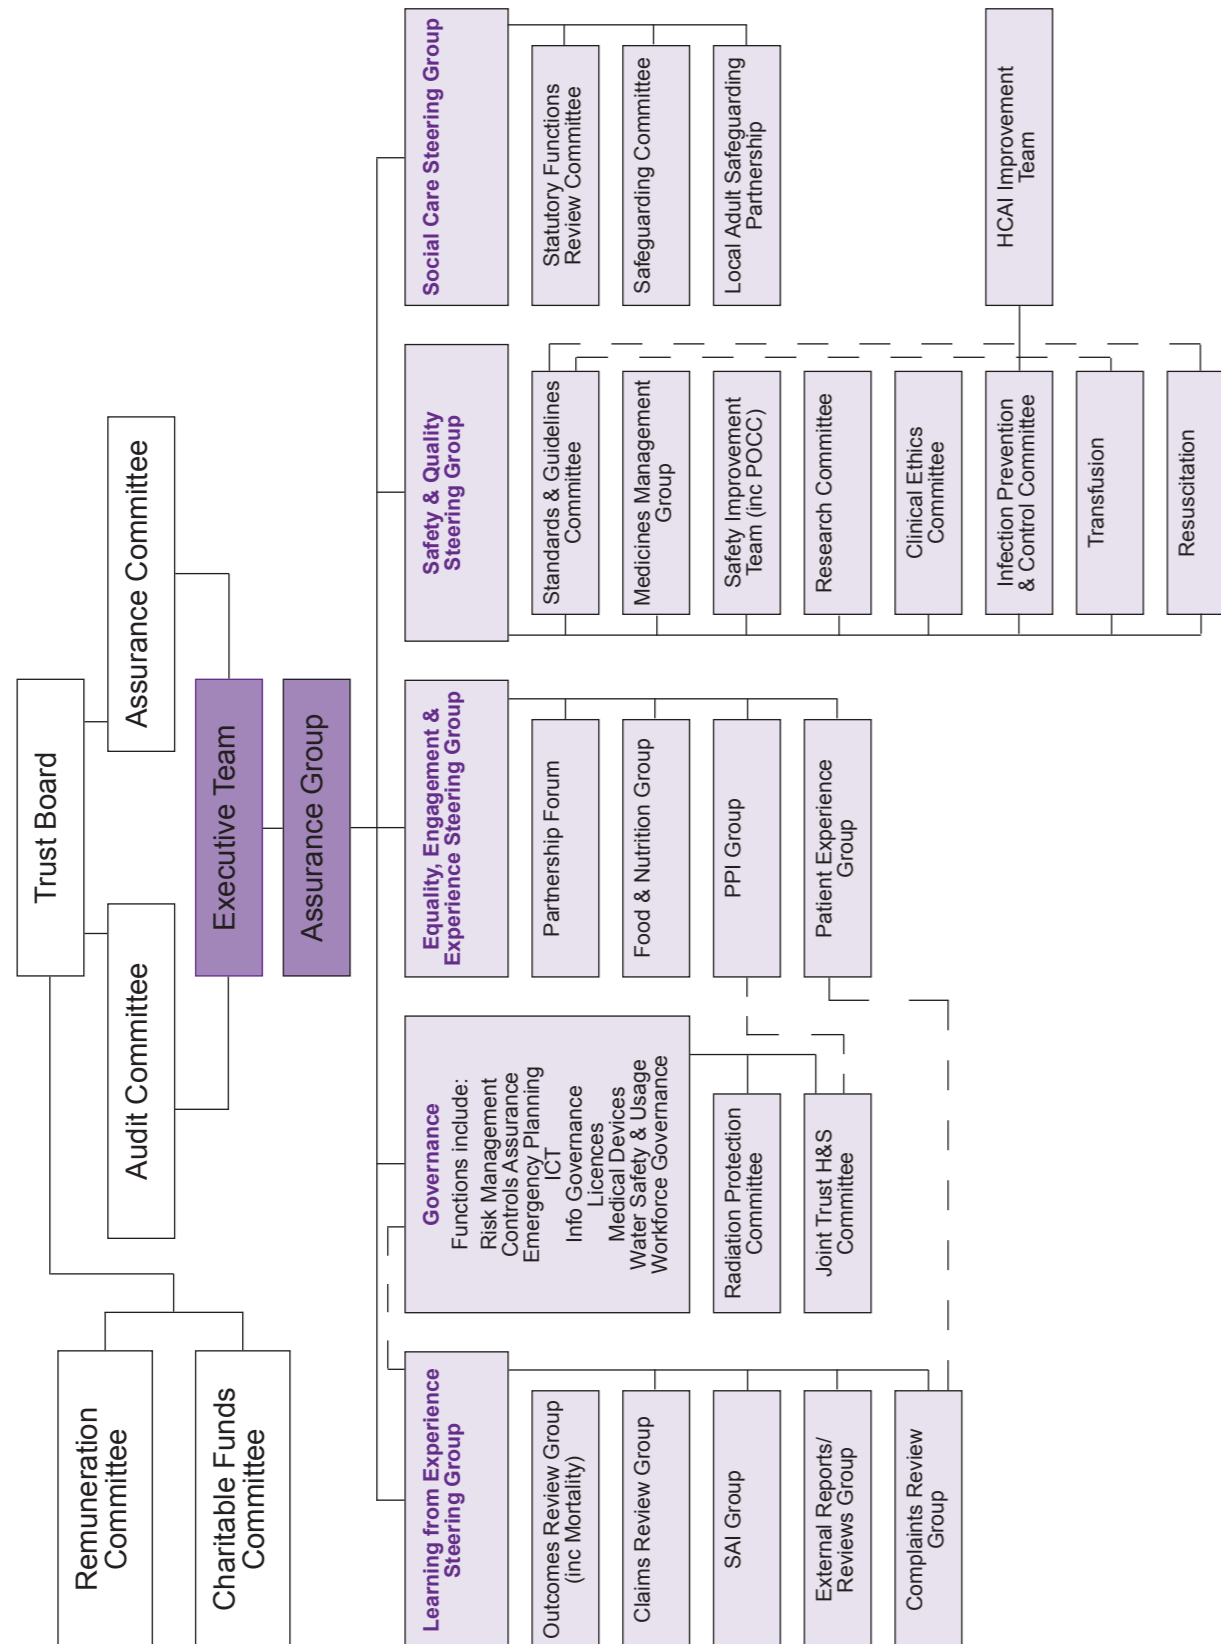 Trust Board
Remuneration
Committee
Charitable Funds
Committee
Audit Committee
Assurance Committee
Executive Team
Assurance Group
Learning from Experience
Steering Group
Outcomes Review Group
(inc Mortality)
Claims Review Group
SAI Group
External Reports/
Reviews Group
Complaints Review
Group
Governance
Functions include:
Risk Management
Controls Assurance
Emergency Planning
ICT
Info Governance
Licences
Medical Devices
Water Safety & Usage
Workforce Governance
Radiation Protection
Committee
Joint Trust H&S
Committee
Equality, Engagement &
Experience Steering Group
Partnership Forum
Food & Nutrition Group
PPI Group
Patient Experience
Group
Safety & Quality
Steering Group
Standards & Guidelines
Committee
Medicines Management
Group
Safety Improvement
Team (inc POCC)
Research Committee
Clinical Ethics
Committee
Infection Prevention
& Control Committee
Transfusion
Resuscitation
Social Care Steering Group
Statutory Functions
Review Committee
Safeguarding Committee
Local Adult Safeguarding
Partnership
HCAI Improvement
Team